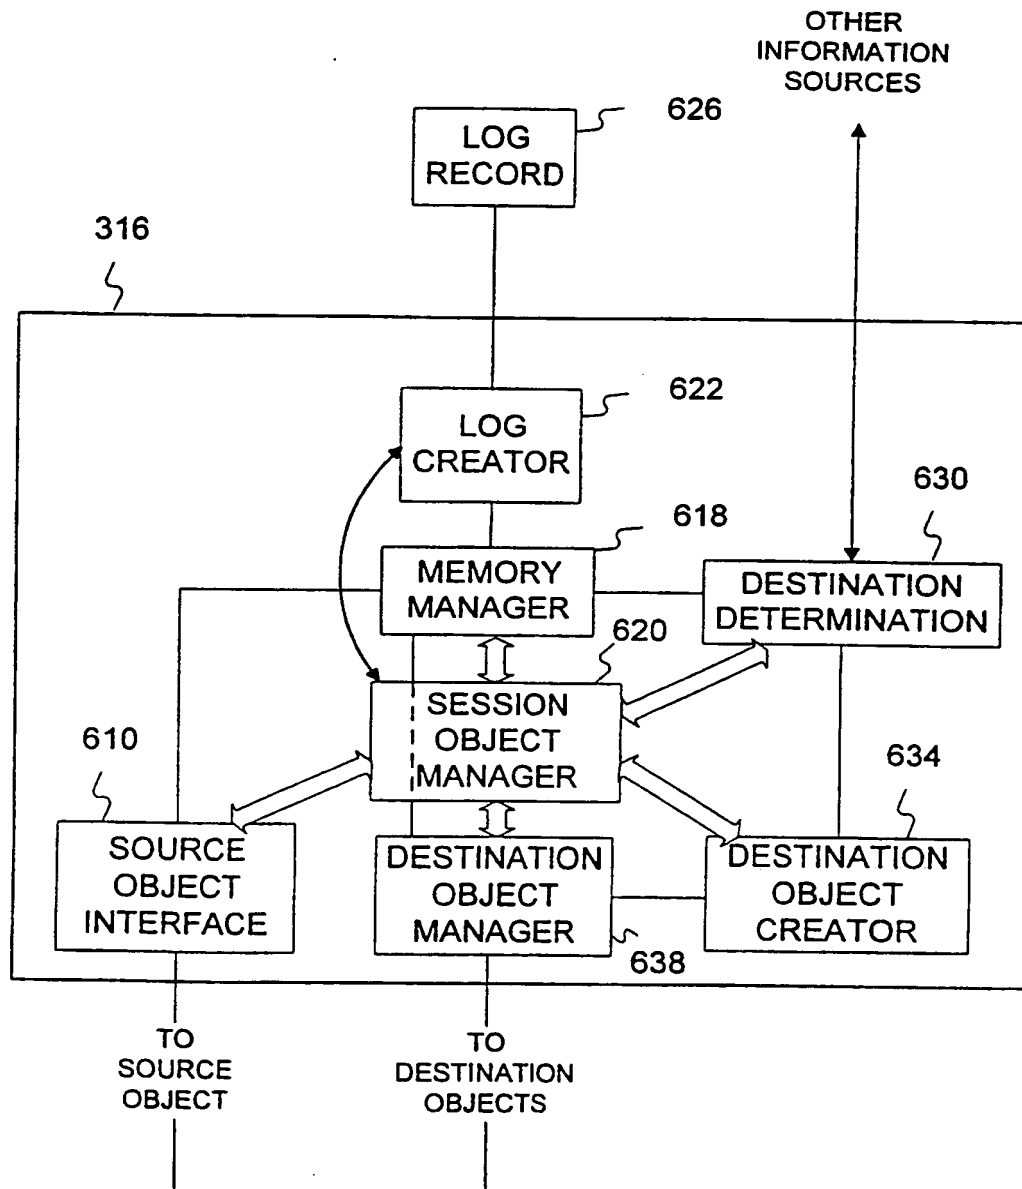 OTHER
INFORMATION
SOURCES
626
LOG
RECORD
316
622
LOG
CREATOR
630
618
MEMORY
MANAGER
DESTINATION
DETERMINATION
620
SESSION
OBJECT
MANAGER
610
634
SOURCE
OBJECT
INTERFACE
DESTINATION
OBJECT
MANAGER
DESTINATION
OBJECT
CREATOR
638
TO
SOURCE
OBJECT
TO
DESTINATION
OBJECTS